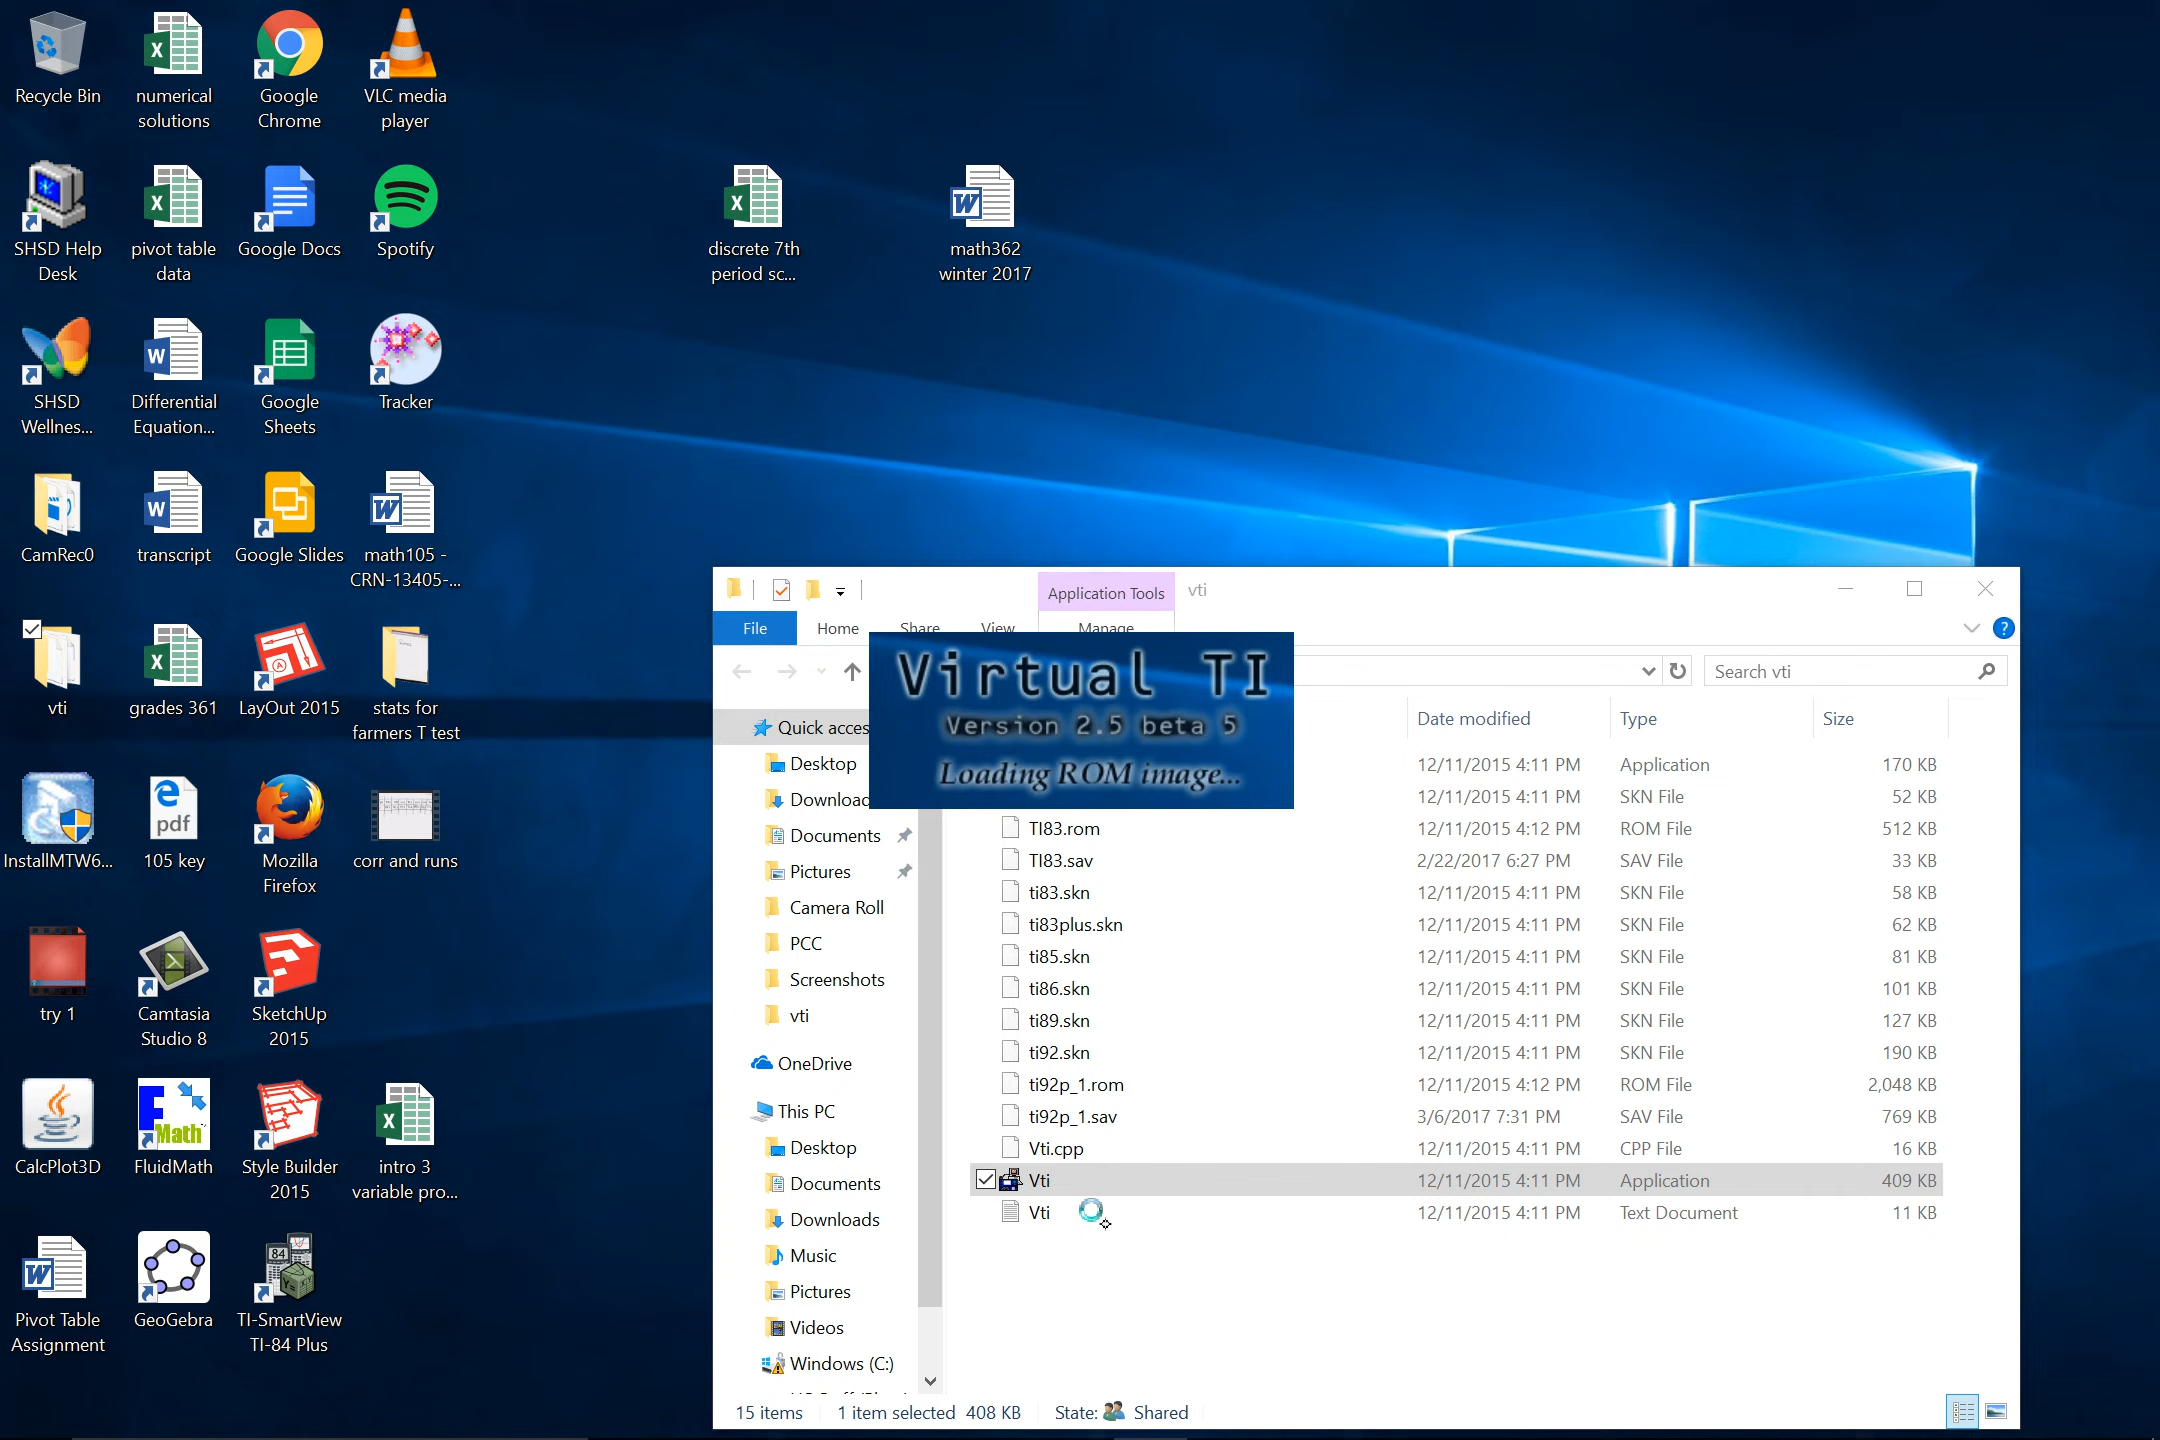 Recycle Bin
numerical
solutions
Google
Chrome
VLC media
player
SHSD Help
Desk
pivot table
data
Google Docs
Spotify
discrete 7th
period sc...
math362
winter 2017
SHSD
Wellnes...
Differential
Equation...
Google
Sheets
Tracker
CamRec0
transcript
Google Slides
math105 -
CRN-13405-...
vti
grades 361
LayOut 2015
stats for
farmers T test
InstallMTW6...
105 key
Mozilla
Firefox
corr and runs
try 1
Camtasia
Studio 8
SketchUp
2015
CalcPlot3D
FluidMath
Style Builder
2015
intro 3
variable pro...
Pivot Table
Assignment
GeoGebra
TI-SmartView
TI-84 Plus
Application Tools
vti
File
Home
Share
View
Manage
Search vti
Virtual TI
Version 2.5 beta 5
Loading ROM image...
Date modified Type Size
12/11/2015 4:11 PM Application 170 KB
12/11/2015 4:11 PM SKN File 52 KB
TI83.rom 12/11/2015 4:12 PM ROM File 512 KB
TI83.sav 2/22/2017 6:27 PM SAV File 33 KB
ti83.skn 12/11/2015 4:11 PM SKN File 58 KB
ti83plus.skn 12/11/2015 4:11 PM SKN File 62 KB
ti85.skn 12/11/2015 4:11 PM SKN File 81 KB
ti86.skn 12/11/2015 4:11 PM SKN File 101 KB
ti89.skn 12/11/2015 4:11 PM SKN File 127 KB
ti92.skn 12/11/2015 4:11 PM SKN File 190 KB
ti92p_1.rom 12/11/2015 4:12 PM ROM File 2,048 KB
ti92p_1.sav 3/6/2017 7:31 PM SAV File 769 KB
Vti.cpp 12/11/2015 4:11 PM CPP File 16 KB
Vti 12/11/2015 4:11 PM Application 409 KB
Vti 12/11/2015 4:11 PM Text Document 11 KB
Quick acces
Desktop
Downloac
Documents
Pictures
Camera Roll
PCC
Screenshots
vti
OneDrive
This PC
Desktop
Documents
Downloads
Music
Pictures
Videos
Windows (C:)
15 items 1 item selected 408 KB State: Shared